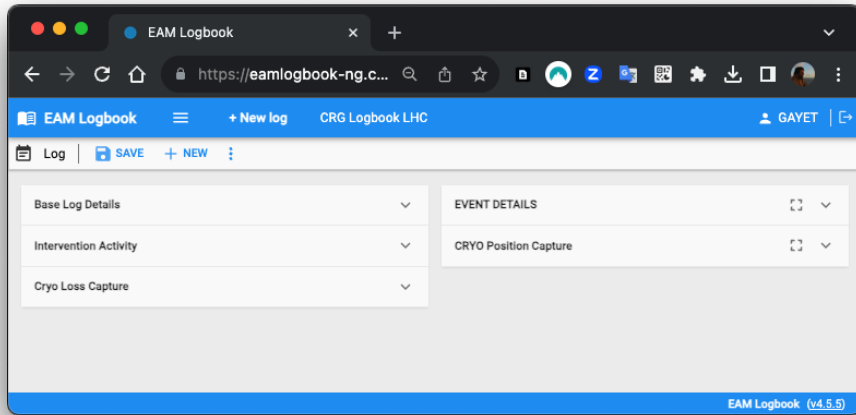 EAM Logbook
https://eamlogbook-ng.c...
EAM Logbook + New log CRG Logbook LHC GAYET
Log SAVE + NEW
Base Log Details
Intervention Activity
Cryo Loss Capture
EVENT DETAILS
CRYO Position Capture
EAM Logbook (v4.5.5)